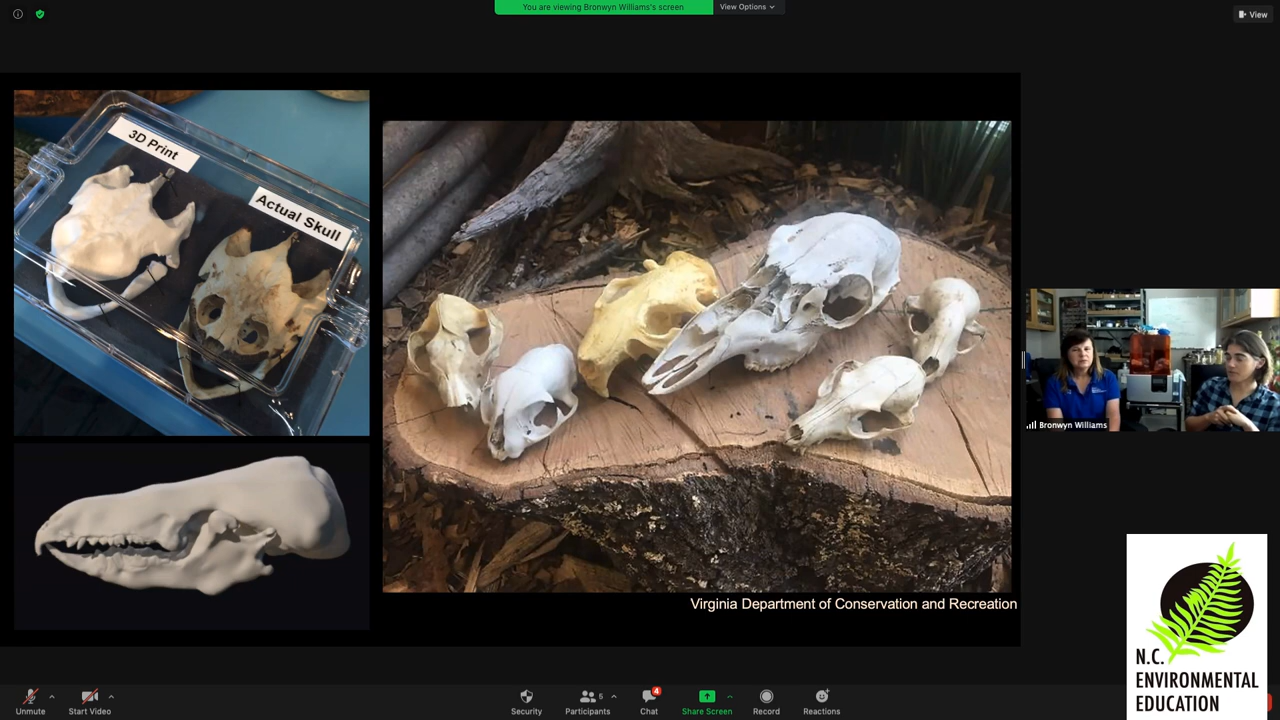 You are viewing Bronwyn Williams's screen
View Options
View
3D Print
Actual Skull
Bronwyn Williams
Virginia Department of Conservation and Recreation
N.C.
ENVIRONMENTAL
EDUCATION
Unmute
Start Video
Security
Participants
5
Chat
4
Share Screen
Record
Reactions